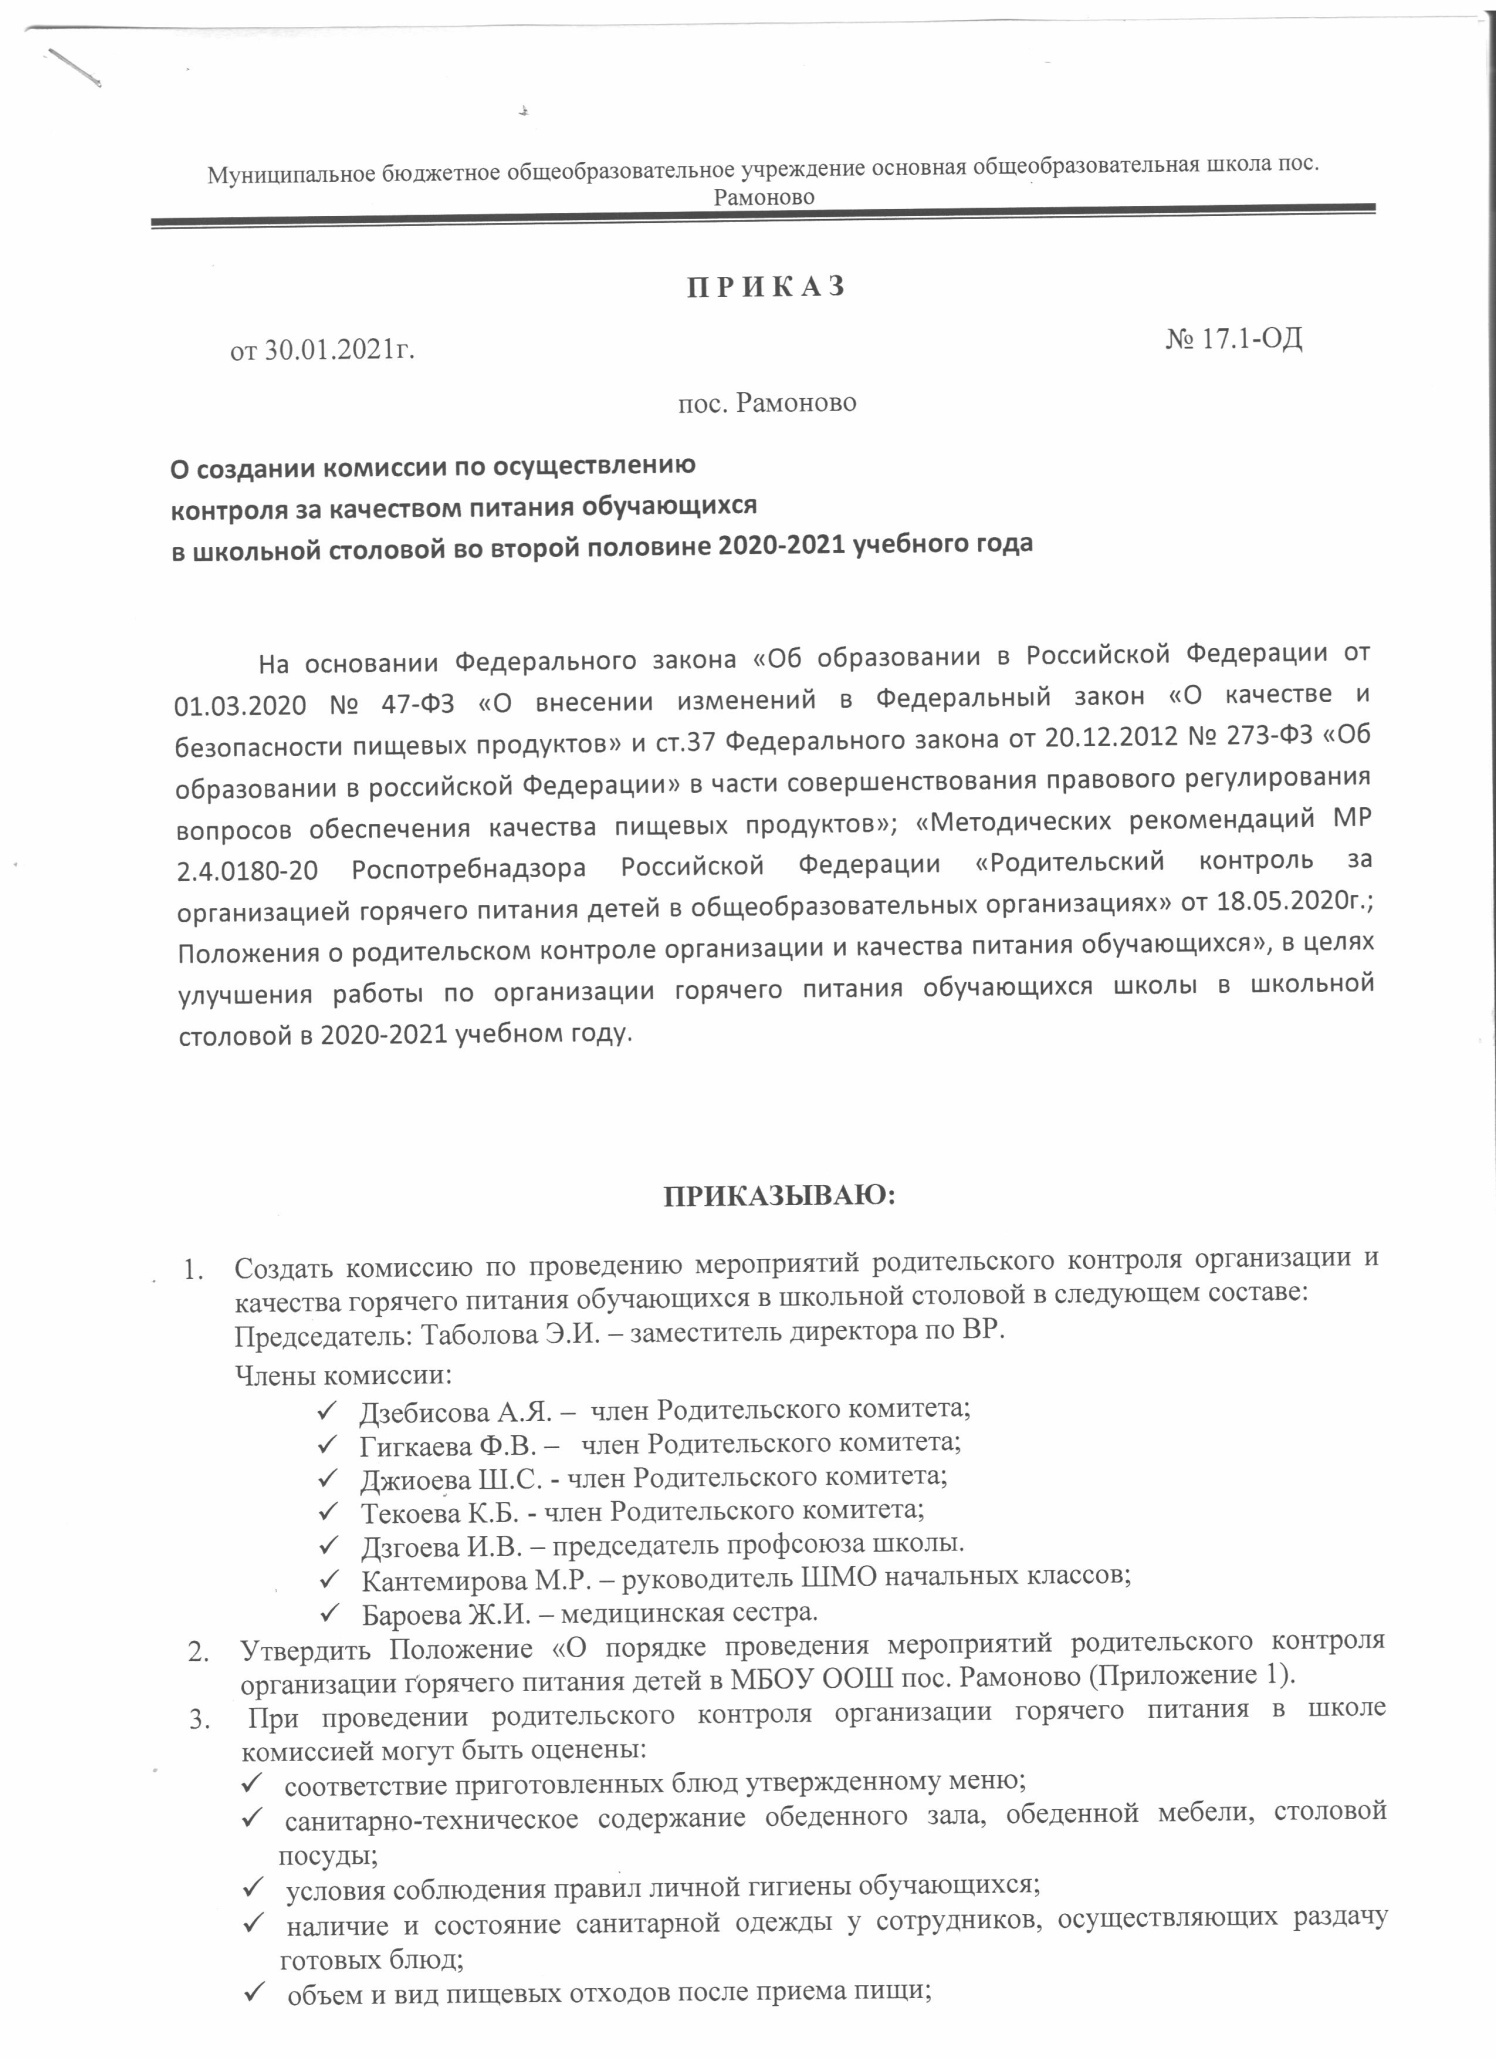 Муниципальное бюджетное общеобразовательное учреждение основная общеобразовательная школа пос.
Рамоново
П Р И К А З
от 30.01.2021г.
№ 17.1-ОД
пос. Рамоново
О создании комиссии по осуществлению
контроля за качеством питания обучающихся
в школьной столовой во второй половине 2020-2021 учебного года
На основании Федерального закона «Об образовании в Российской Федерации от
01.03.2020 № 47-ФЗ «О внесении изменений в Федеральный закон «О качестве и
безопасности пищевых продуктов» и ст.37 Федерального закона от 20.12.2012 № 273-ФЗ «Об
образовании в российской Федерации» в части совершенствования правового регулирования
вопросов обеспечения качества пищевых продуктов»; «Методических рекомендаций МР
2.4.0180-20 Роспотребнадзора Российской Федерации «Родительский контроль за
организацией горячего питания детей в общеобразовательных организациях» от 18.05.2020г.;
Положения о родительском контроле организации и качества питания обучающихся», в целях
улучшения работы по организации горячего питания обучающихся школы в школьной
столовой в 2020-2021 учебном году.
ПРИКАЗЫВАЮ:
1. Создать комиссию по проведению мероприятий родительского контроля организации и
качества горячего питания обучающихся в школьной столовой в следующем составе:
Председатель: Таболова Э.И. – заместитель директора по ВР.
Члены комиссии:
✓ Дзебисова А.Я. – член Родительского комитета;
✓ Гигкаева Ф.В. – член Родительского комитета;
✓ Джиоева Ш.С. - член Родительского комитета;
✓ Текоева К.Б. - член Родительского комитета;
✓ Дзгоева И.В. – председатель профсоюза школы.
✓ Кантемирова М.Р. – руководитель ШМО начальных классов;
✓ Бароева Ж.И. – медицинская сестра.
2. Утвердить Положение «О порядке проведения мероприятий родительского контроля
организации горячего питания детей в МБОУ ООШ пос. Рамоново (Приложение 1).
3. При проведении родительского контроля организации горячего питания в школе
комиссией могут быть оценены:
✓ соответствие приготовленных блюд утвержденному меню;
✓ санитарно-техническое содержание обеденного зала, обеденной мебели, столовой
посуды;
✓ условия соблюдения правил личной гигиены обучающихся;
✓ наличие и состояние санитарной одежды у сотрудников, осуществляющих раздачу
готовых блюд;
✓ объем и вид пищевых отходов после приема пищи;